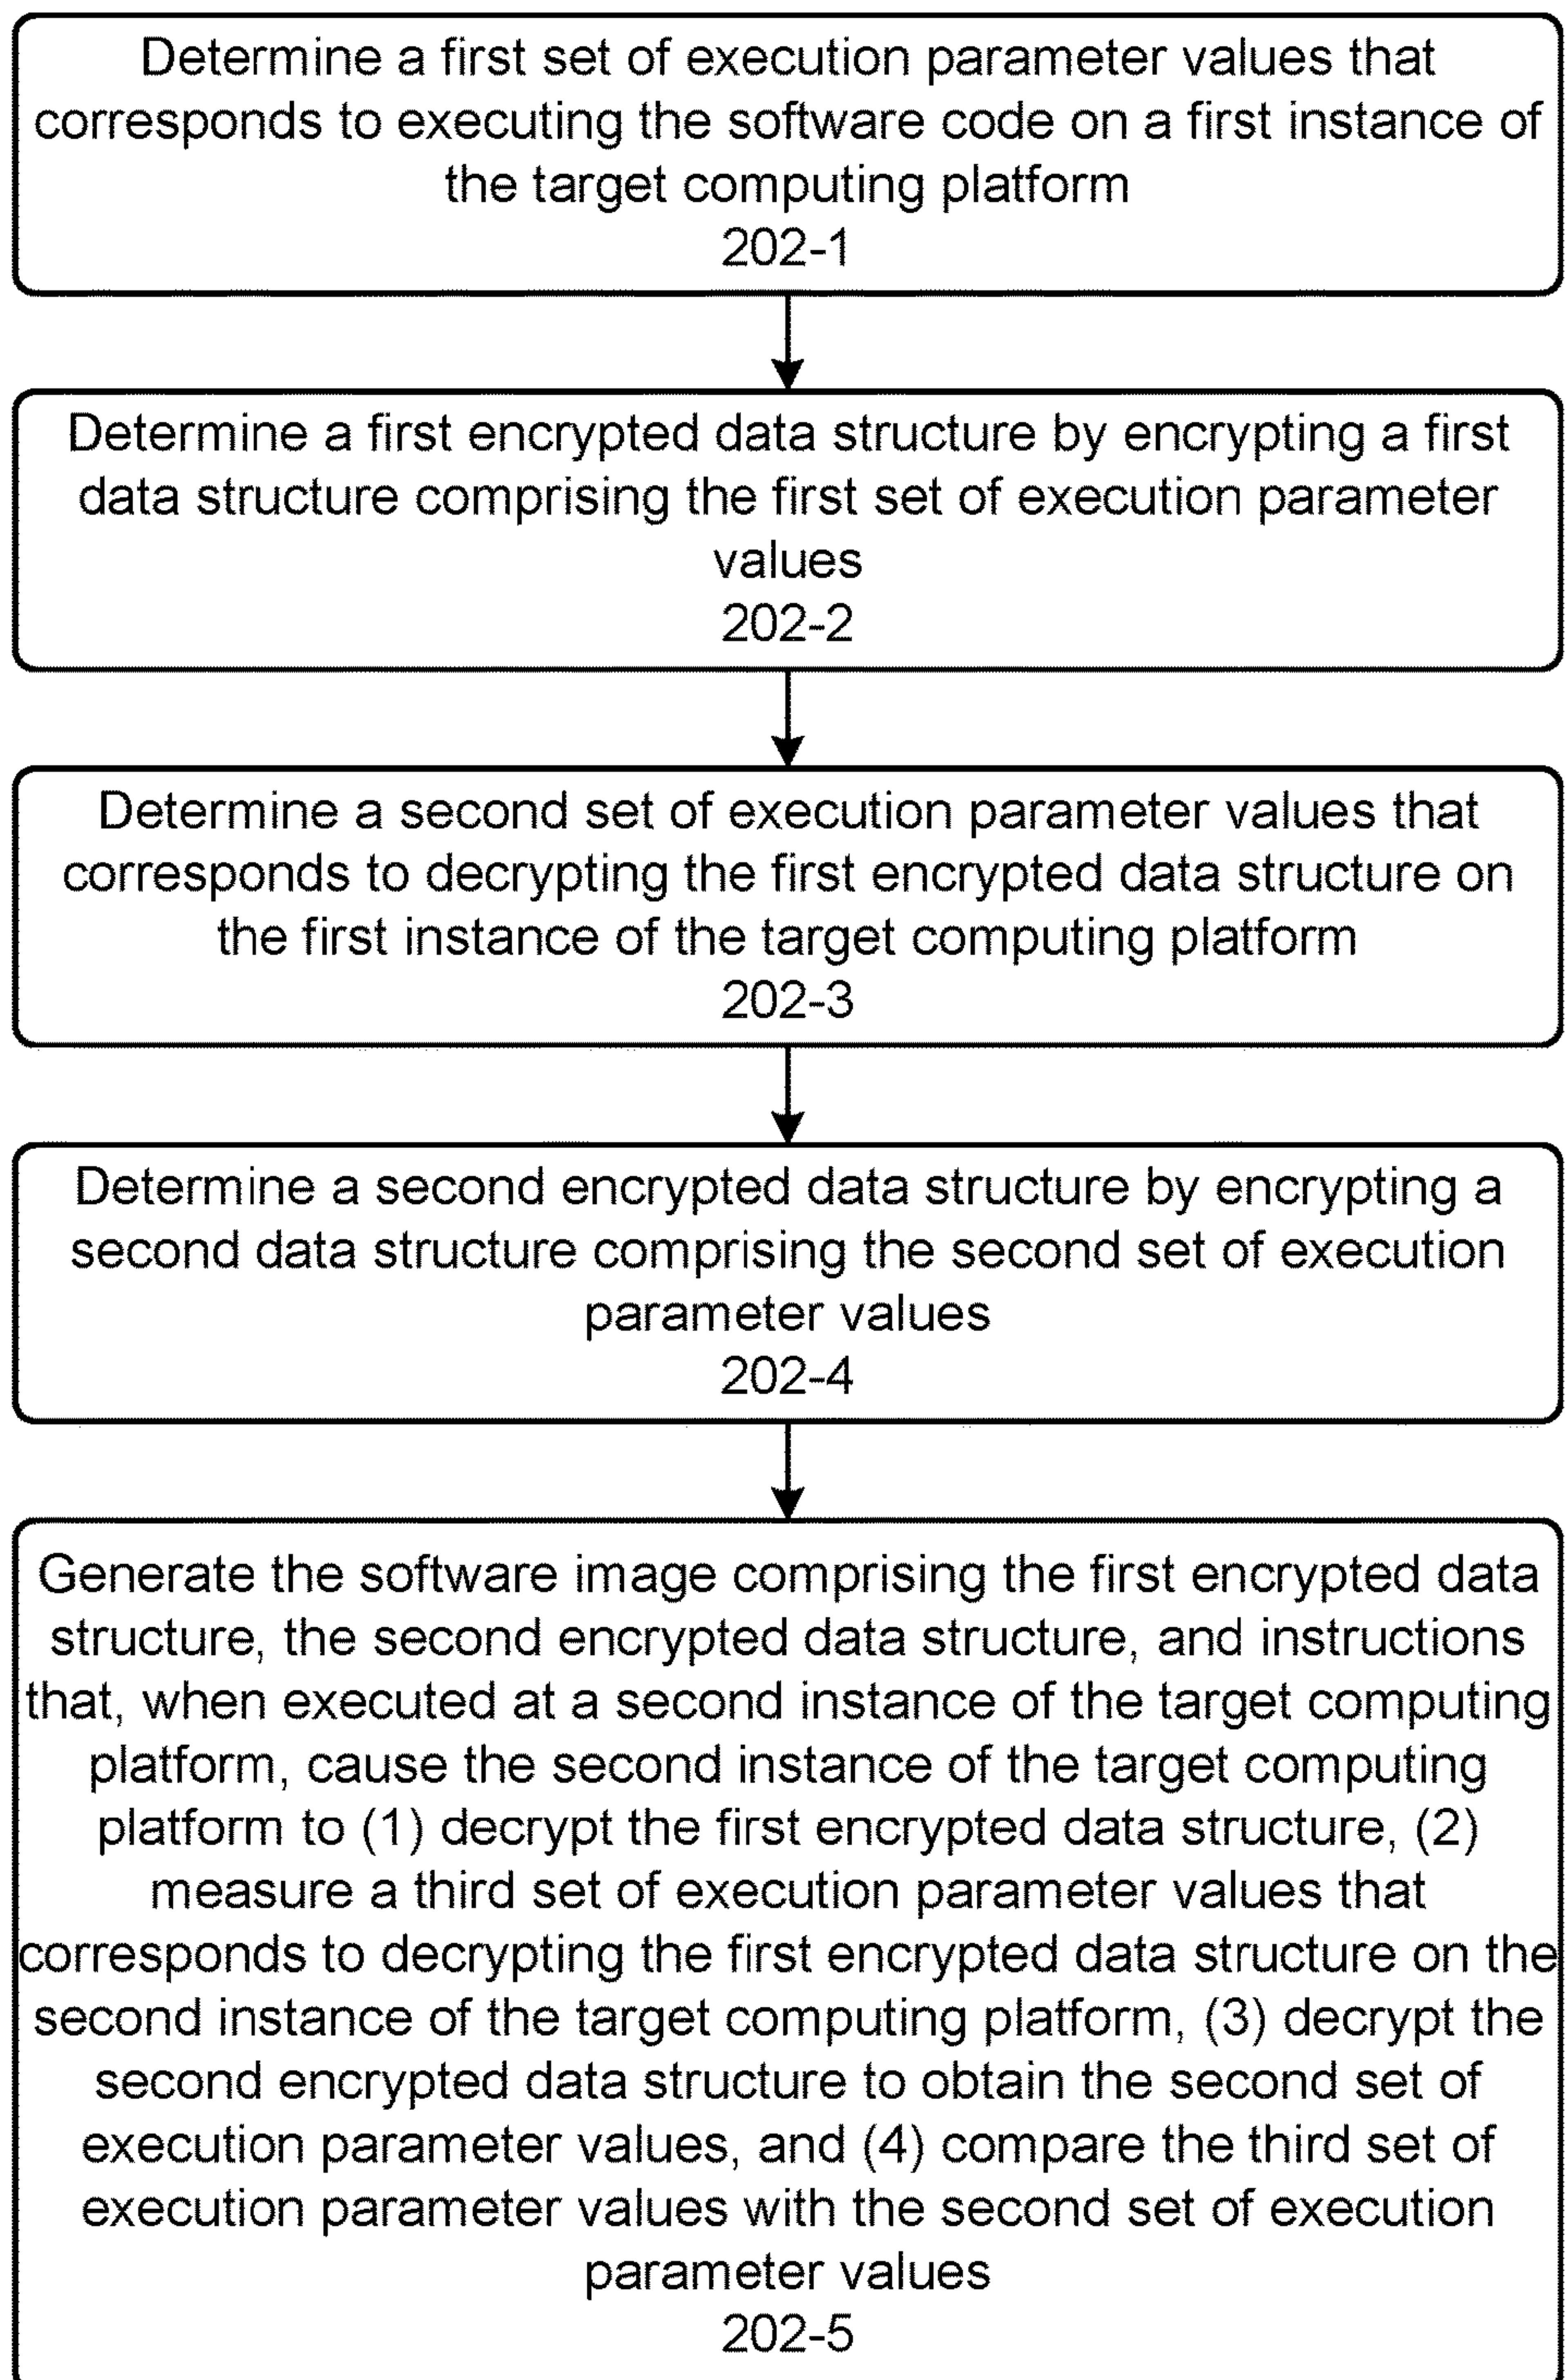 Determine a first set of execution parameter values that
corresponds to executing the software code on a first instance of
the target computing platform
202-1
Determine a first encrypted data structure by encrypting a first
data structure comprising the first set of execution parameter
values
202-2
Determine a second set of execution parameter values that
corresponds to decrypting the first encrypted data structure on
the first instance of the target computing platform
202-3
Determine a second encrypted data structure by encrypting a
second data structure comprising the second set of execution
parameter values
202-4
Generate the software image comprising the first encrypted data
structure, the second encrypted data structure, and instructions
that, when executed at a second instance of the target computing
platform, cause the second instance of the target computing
platform to (1) decrypt the first encrypted data structure, (2)
measure a third set of execution parameter values that
corresponds to decrypting the first encrypted data structure on the
second instance of the target computing platform, (3) decrypt the
second encrypted data structure to obtain the second set of
execution parameter values, and (4) compare the third set of
execution parameter values with the second set of execution
parameter values
202-5